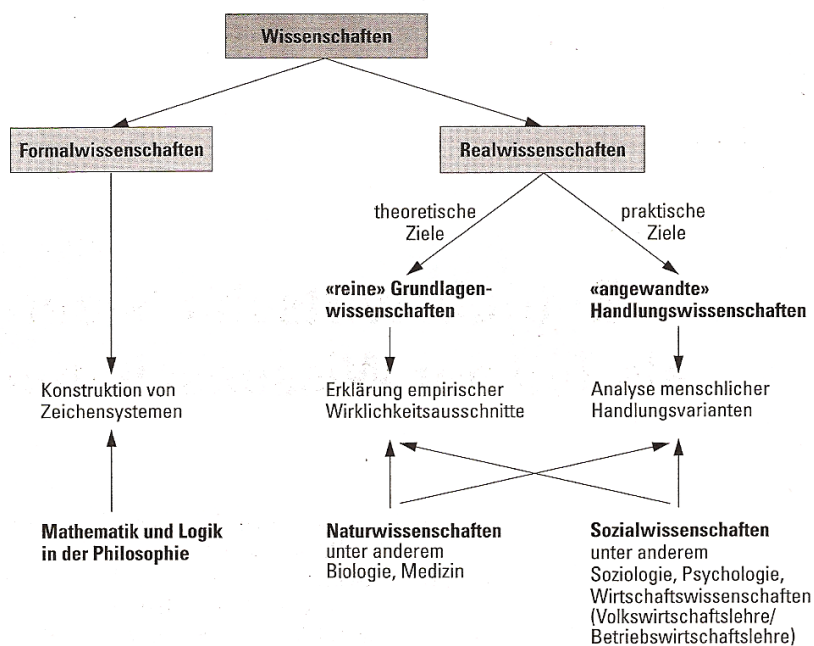 Wissenschaften
Formalwissenschaften
Realwissenschaften
theoretische
Ziele
praktische
Ziele
«reine» Grundlagen-
wissenschaften
«angewandte»
Handlungswissenschaften
Konstruktion von
Zeichensystemen
Erklärung empirischer
Wirklichkeitsausschnitte
Analyse menschlicher
Handlungsvarianten
Mathematik und Logik
in der Philosophie
Naturwissenschaften
unter anderem
Biologie, Medizin
Sozialwissenschaften
unter anderem
Soziologie, Psychologie,
Wirtschaftswissenschaften
(Volkswirtschaftslehre/
Betriebswirtschaftslehre)